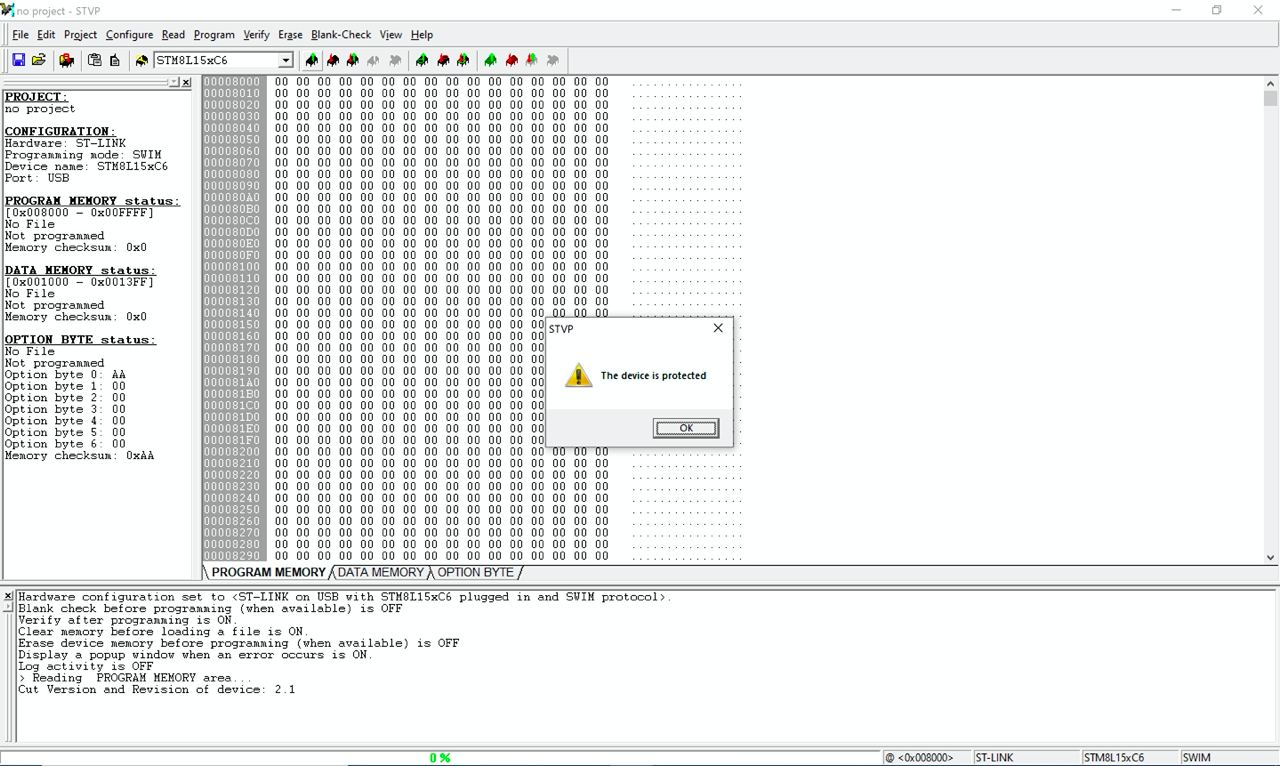 no project - STVP
File Edit Project Configure Read Program Verify Erase Blank-Check View Help
STM8L15xC6
PROJECT:
no project
CONFIGURATION:
Hardware: ST-LINK
Programming mode: SWIM
Device name: STM8L15xC6
Port: USB
PROGRAM MEMORY status:
[0x008000 - 0x00FFFF]
No File
Not programmed
Memory checksum: 0x0
DATA MEMORY status:
[0x001000 - 0x0013FF]
No File
Not programmed
Memory checksum: 0x0
OPTION BYTE status:
No File
Not programmed
Option byte 0: AA
Option byte 1: 00
Option byte 2: 00
Option byte 3: 00
Option byte 4: 00
Option byte 5: 00
Option byte 6: 00
Memory checksum: 0xAA
00008000 00 00 00 00 00 00 00 00 00 00 00 00 00 00 00 00 ................
00008010 00 00 00 00 00 00 00 00 00 00 00 00 00 00 00 00 ................
00008020 00 00 00 00 00 00 00 00 00 00 00 00 00 00 00 00 ................
00008030 00 00 00 00 00 00 00 00 00 00 00 00 00 00 00 00 ................
00008040 00 00 00 00 00 00 00 00 00 00 00 00 00 00 00 00 ................
00008050 00 00 00 00 00 00 00 00 00 00 00 00 00 00 00 00 ................
00008060 00 00 00 00 00 00 00 00 00 00 00 00 00 00 00 00 ................
00008070 00 00 00 00 00 00 00 00 00 00 00 00 00 00 00 00 ................
00008080 00 00 00 00 00 00 00 00 00 00 00 00 00 00 00 00 ................
00008090 00 00 00 00 00 00 00 00 00 00 00 00 00 00 00 00 ................
000080A0 00 00 00 00 00 00 00 00 00 00 00 00 00 00 00 00 ................
000080B0 00 00 00 00 00 00 00 00 00 00 00 00 00 00 00 00 ................
000080C0 00 00 00 00 00 00 00 00 00 00 00 00 00 00 00 00 ................
000080D0 00 00 00 00 00 00 00 00 00 00 00 00 00 00 00 00 ................
000080E0 00 00 00 00 00 00 00 00 00 00 00 00 00 00 00 00 ................
000080F0 00 00 00 00 00 00 00 00 00 00 00 00 00 00 00 00 ................
00008100 00 00 00 00 00 00 00 00 00 00 00 00 00 00 00 00 ................
00008110 00 00 00 00 00 00 00 00 00 00 00 00 00 00 00 00 ................
00008120 00 00 00 00 00 00 00 00 00 00 00 00 00 00 00 00 ................
00008130 00 00 00 00 00 00 00 00 00 00 00 00 00 00 00 00 ................
00008140 00 00 00 00 00 00 00 00 00 00 00 00 00 00 00 00 ................
00008150 00 00 00 00 00 00 00 00 00 00 00 00 00
00008160 00 00 00 00 00 00 00 00 00 00 00 00 00
00008170 00 00 00 00 00 00 00 00 00 00 00 00 00
00008180 00 00 00 00 00 00 00 00 00 00 00 00 00
00008190 00 00 00 00 00 00 00 00 00 00 00 00 00
000081A0 00 00 00 00 00 00 00 00 00 00 00 00 00
000081B0 00 00 00 00 00 00 00 00 00 00 00 00 00
000081C0 00 00 00 00 00 00 00 00 00 00 00 00 00
000081D0 00 00 00 00 00 00 00 00 00 00 00 00 00
000081E0 00 00 00 00 00 00 00 00 00 00 00 00 00
000081F0 00 00 00 00 00 00 00 00 00 00 00 00 00
00008200 00 00 00 00 00 00 00 00 00 00 00 00 00 00 00 00 ................
00008210 00 00 00 00 00 00 00 00 00 00 00 00 00 00 00 00 ................
00008220 00 00 00 00 00 00 00 00 00 00 00 00 00 00 00 00 ................
00008230 00 00 00 00 00 00 00 00 00 00 00 00 00 00 00 00 ................
00008240 00 00 00 00 00 00 00 00 00 00 00 00 00 00 00 00 ................
00008250 00 00 00 00 00 00 00 00 00 00 00 00 00 00 00 00 ................
00008260 00 00 00 00 00 00 00 00 00 00 00 00 00 00 00 00 ................
00008270 00 00 00 00 00 00 00 00 00 00 00 00 00 00 00 00 ................
00008280 00 00 00 00 00 00 00 00 00 00 00 00 00 00 00 00 ................
00008290 00 00 00 00 00 00 00 00 00 00 00 00 00 00 00 00 ................
STVP
The device is protected
OK
PROGRAM MEMORY DATA MEMORY OPTION BYTE
Hardware configuration set to <ST-LINK on USB with STM8L15xC6 plugged in and SWIM protocol>.
Blank check before programming (when available) is OFF
Verify after programming is ON.
Clear memory before loading a file is ON.
Erase device memory before programming (when available) is OFF
Display a popup window when an error occurs is ON.
Log activity is OFF
> Reading PROGRAM MEMORY area...
Cut Version and Revision of device: 2.1
0 % @ <0x008000> ST-LINK STM8L15xC6 SWIM